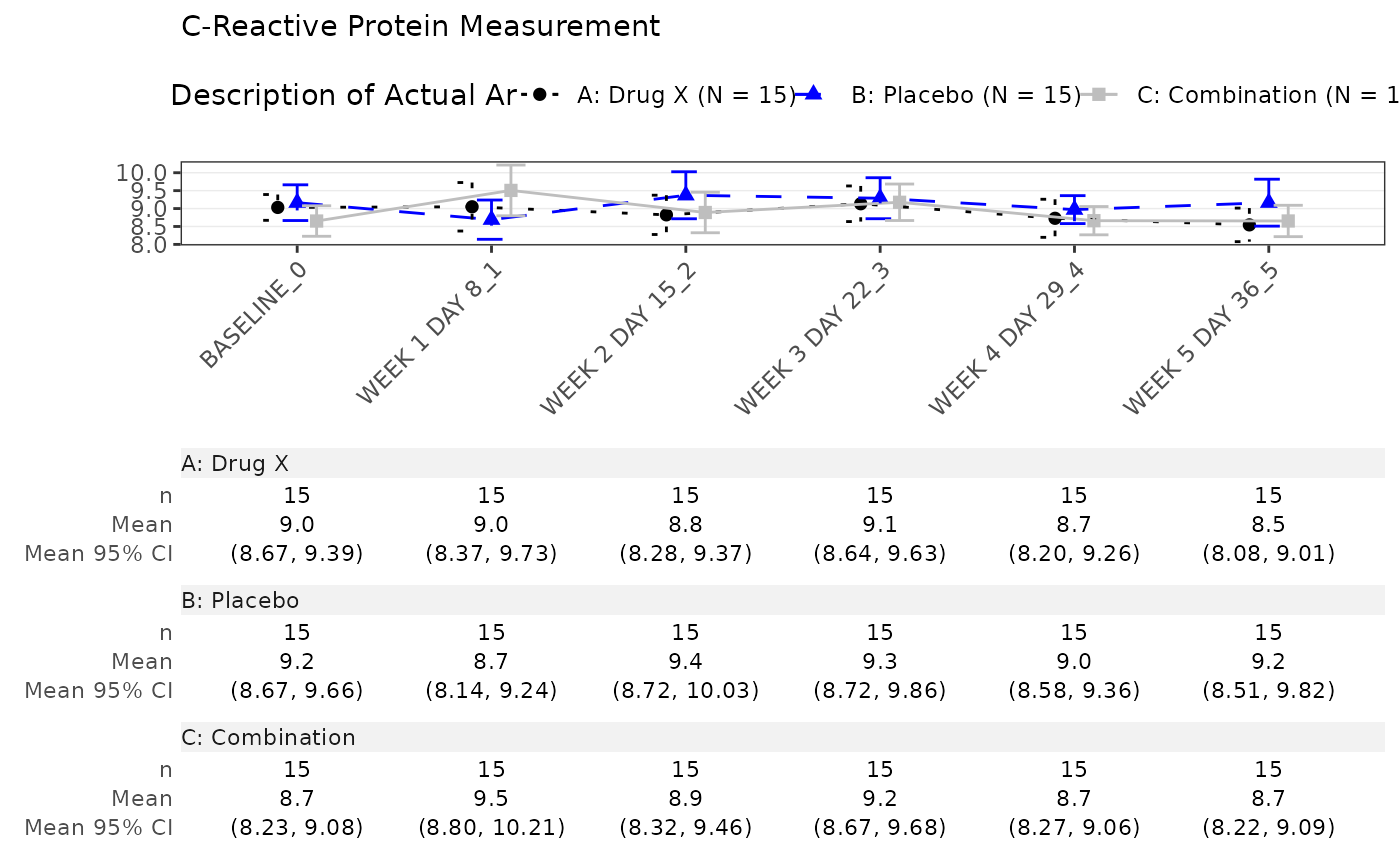 C-Reactive Protein Measurement
Description of Actual Ar A: Drug X (N = 15) B: Placebo (N = 15) C: Combination (N = 1
10.0
9.5
9.0
8.5
8.0
BASELINE_0 WEEK 1 DAY 8_1 WEEK 2 DAY 15_2 WEEK 3 DAY 22_3 WEEK 4 DAY 29_4 WEEK 5 DAY 36_5
A: Drug X
n 15 15 15 15 15 15
Mean 9.0 9.0 8.8 9.1 8.7 8.5
Mean 95% CI (8.67, 9.39) (8.37, 9.73) (8.28, 9.37) (8.64, 9.63) (8.20, 9.26) (8.08, 9.01)
B: Placebo
n 15 15 15 15 15 15
Mean 9.2 8.7 9.4 9.3 9.0 9.2
Mean 95% CI (8.67, 9.66) (8.14, 9.24) (8.72, 10.03) (8.72, 9.86) (8.58, 9.36) (8.51, 9.82)
C: Combination
n 15 15 15 15 15 15
Mean 8.7 9.5 8.9 9.2 8.7 8.7
Mean 95% CI (8.23, 9.08) (8.80, 10.21) (8.32, 9.46) (8.67, 9.68) (8.27, 9.06) (8.22, 9.09)